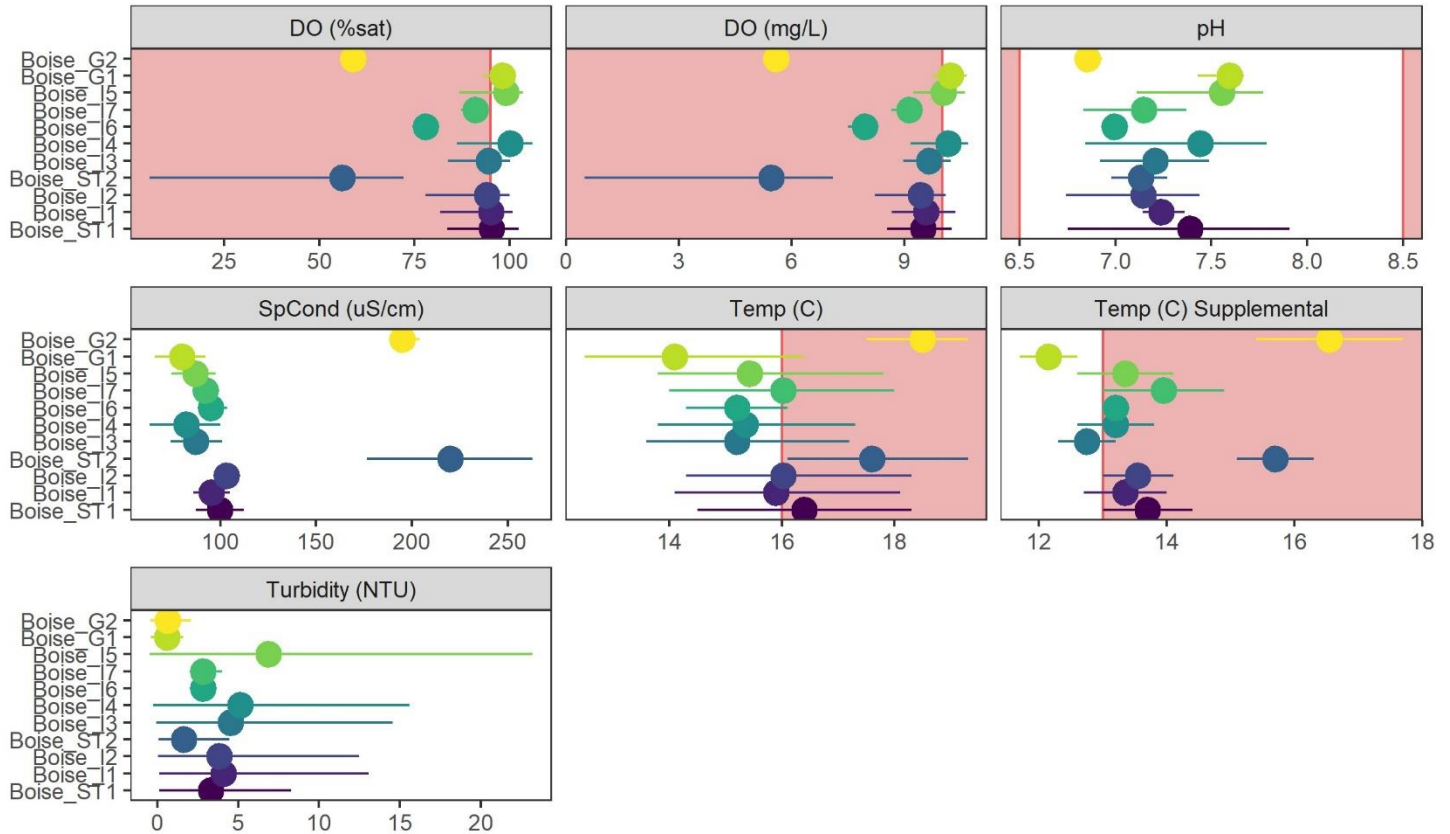 DO (%sat) DO (mg/L) pH
Boise_G2
Boise_G1
Boise_I5
Boise_I7
Boise_I6
Boise_I4
Boise_I3
Boise_ST2
Boise_I2
Boise_I1
Boise_ST1
25 50 75 100 0 3 6 9 6.5 7.0 7.5 8.0 8.5
SpCond (uS/cm) Temp (C) Temp (C) Supplemental
Boise_G2
Boise_G1
Boise_I5
Boise_I7
Boise_I6
Boise_I4
Boise_I3
Boise_ST2
Boise_I2
Boise_I1
Boise_ST1
100 150 200 250 14 16 18 12 14 16 18
Turbidity (NTU)
Boise_G2
Boise_G1
Boise_I5
Boise_I7
Boise_I6
Boise_I4
Boise_I3
Boise_ST2
Boise_I2
Boise_I1
Boise_ST1
0 5 10 15 20